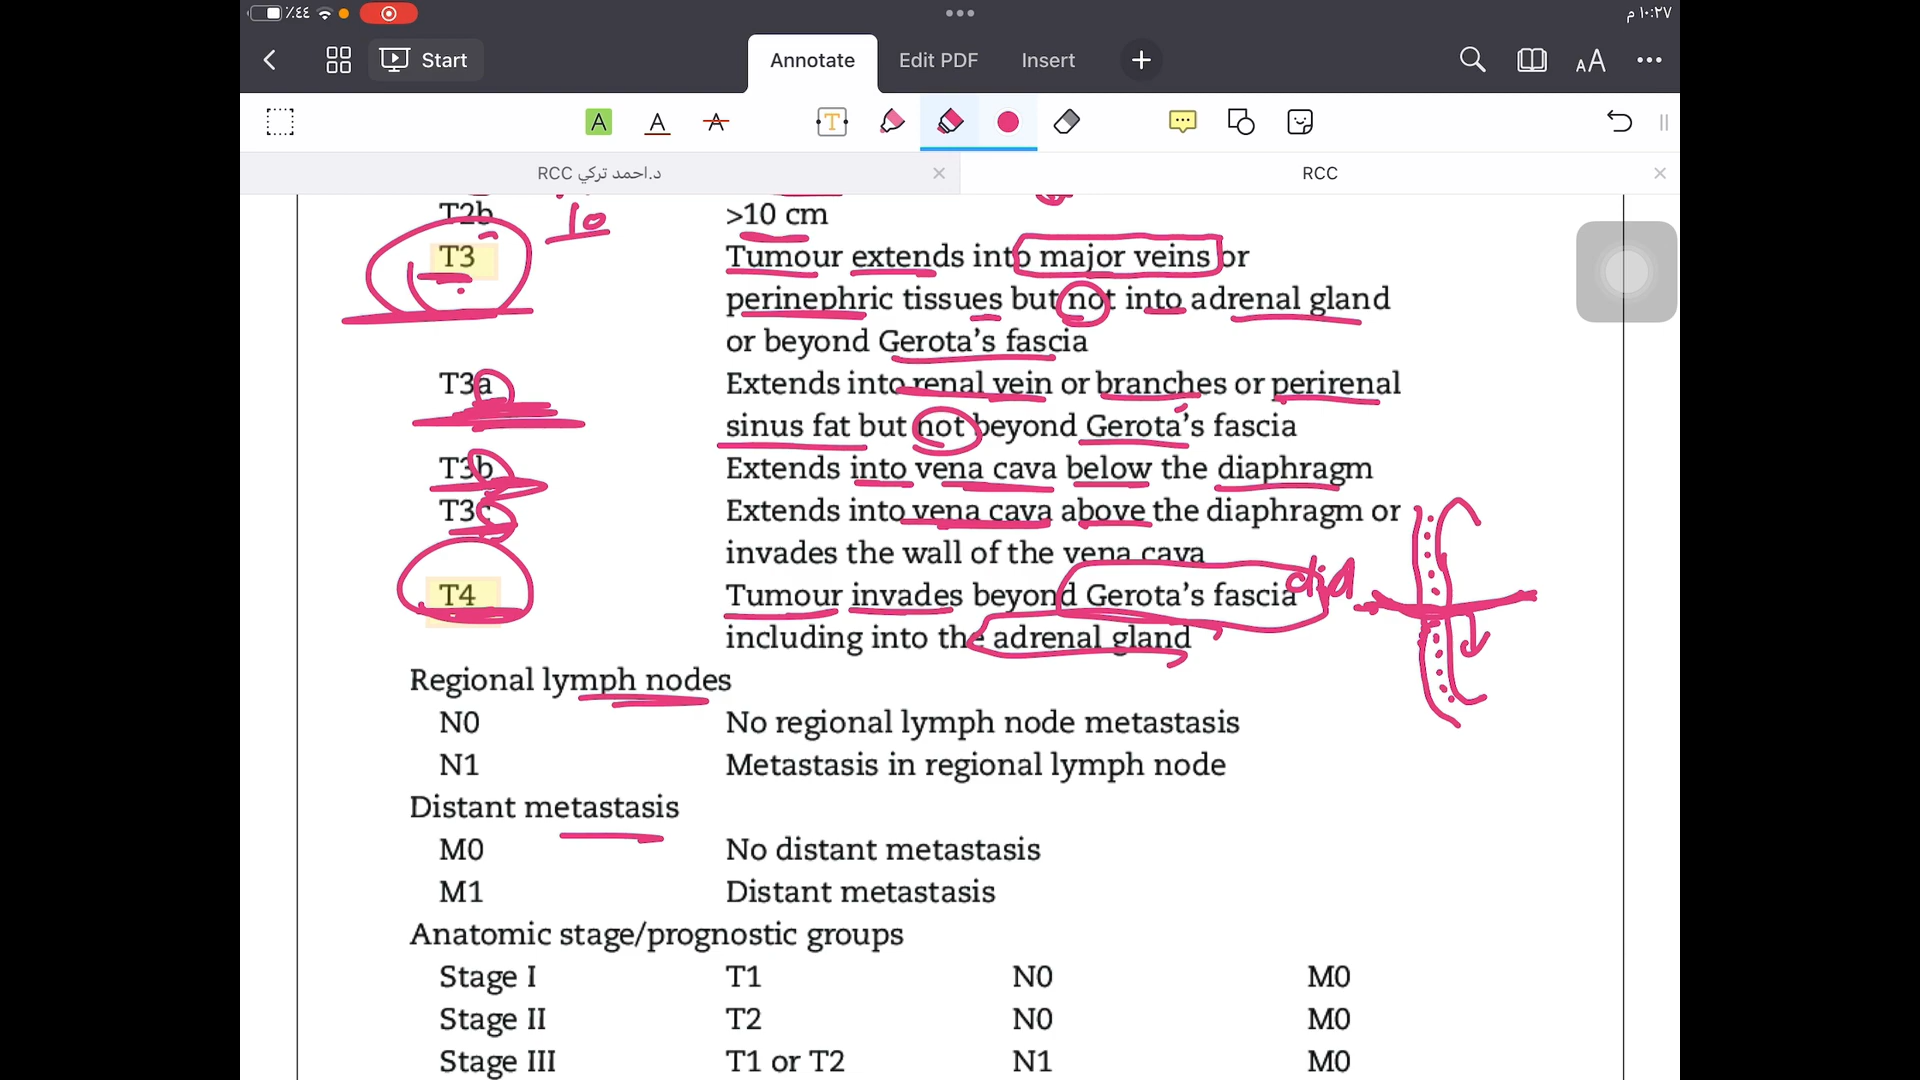 ٪٤٤
١٠:٢٧ م
Start
Annotate
Edit PDF
Insert
AA
A A A T
د.احمد تركي RCC
RCC
T2b >10 cm
10
T3 Tumour extends into major veins or
perinephric tissues but not into adrenal gland
or beyond Gerota's fascia
T3a Extends into renal vein or branches or perirenal
sinus fat but not beyond Gerota's fascia
T3b Extends into vena cava below the diaphragm
T3c Extends into vena cava above the diaphragm or
invades the wall of the vena cava
T4 Tumour invades beyond Gerota's fascia
including into the adrenal gland
Regional lymph nodes
N0 No regional lymph node metastasis
N1 Metastasis in regional lymph node
Distant metastasis
M0 No distant metastasis
M1 Distant metastasis
Anatomic stage/prognostic groups
Stage I T1 N0 M0
Stage II T2 N0 M0
Stage III T1 or T2 N1 M0